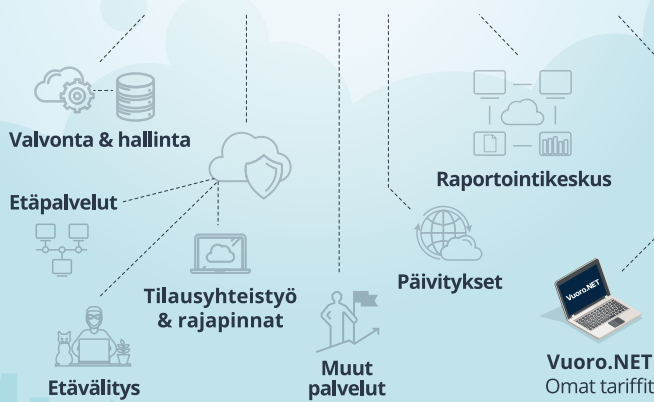 Valvonta & hallinta
Raportointikeskus
Etäpalvelut
Päivitykset
Tilausyhteistyö
& rajapinnat
Vuoro.NET
Muut
palvelut
Etävälitys
Vuoro.NET
Omat tariffit